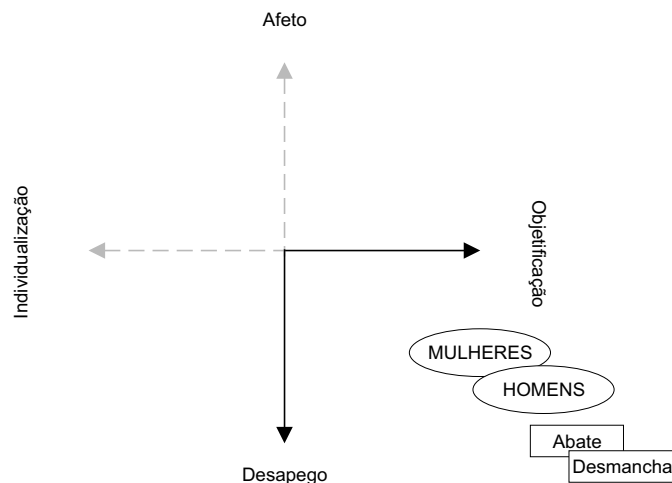 Afeto
Individualização
Objetificação
MULHERES
HOMENS
Abate
Desmancha
Desapego